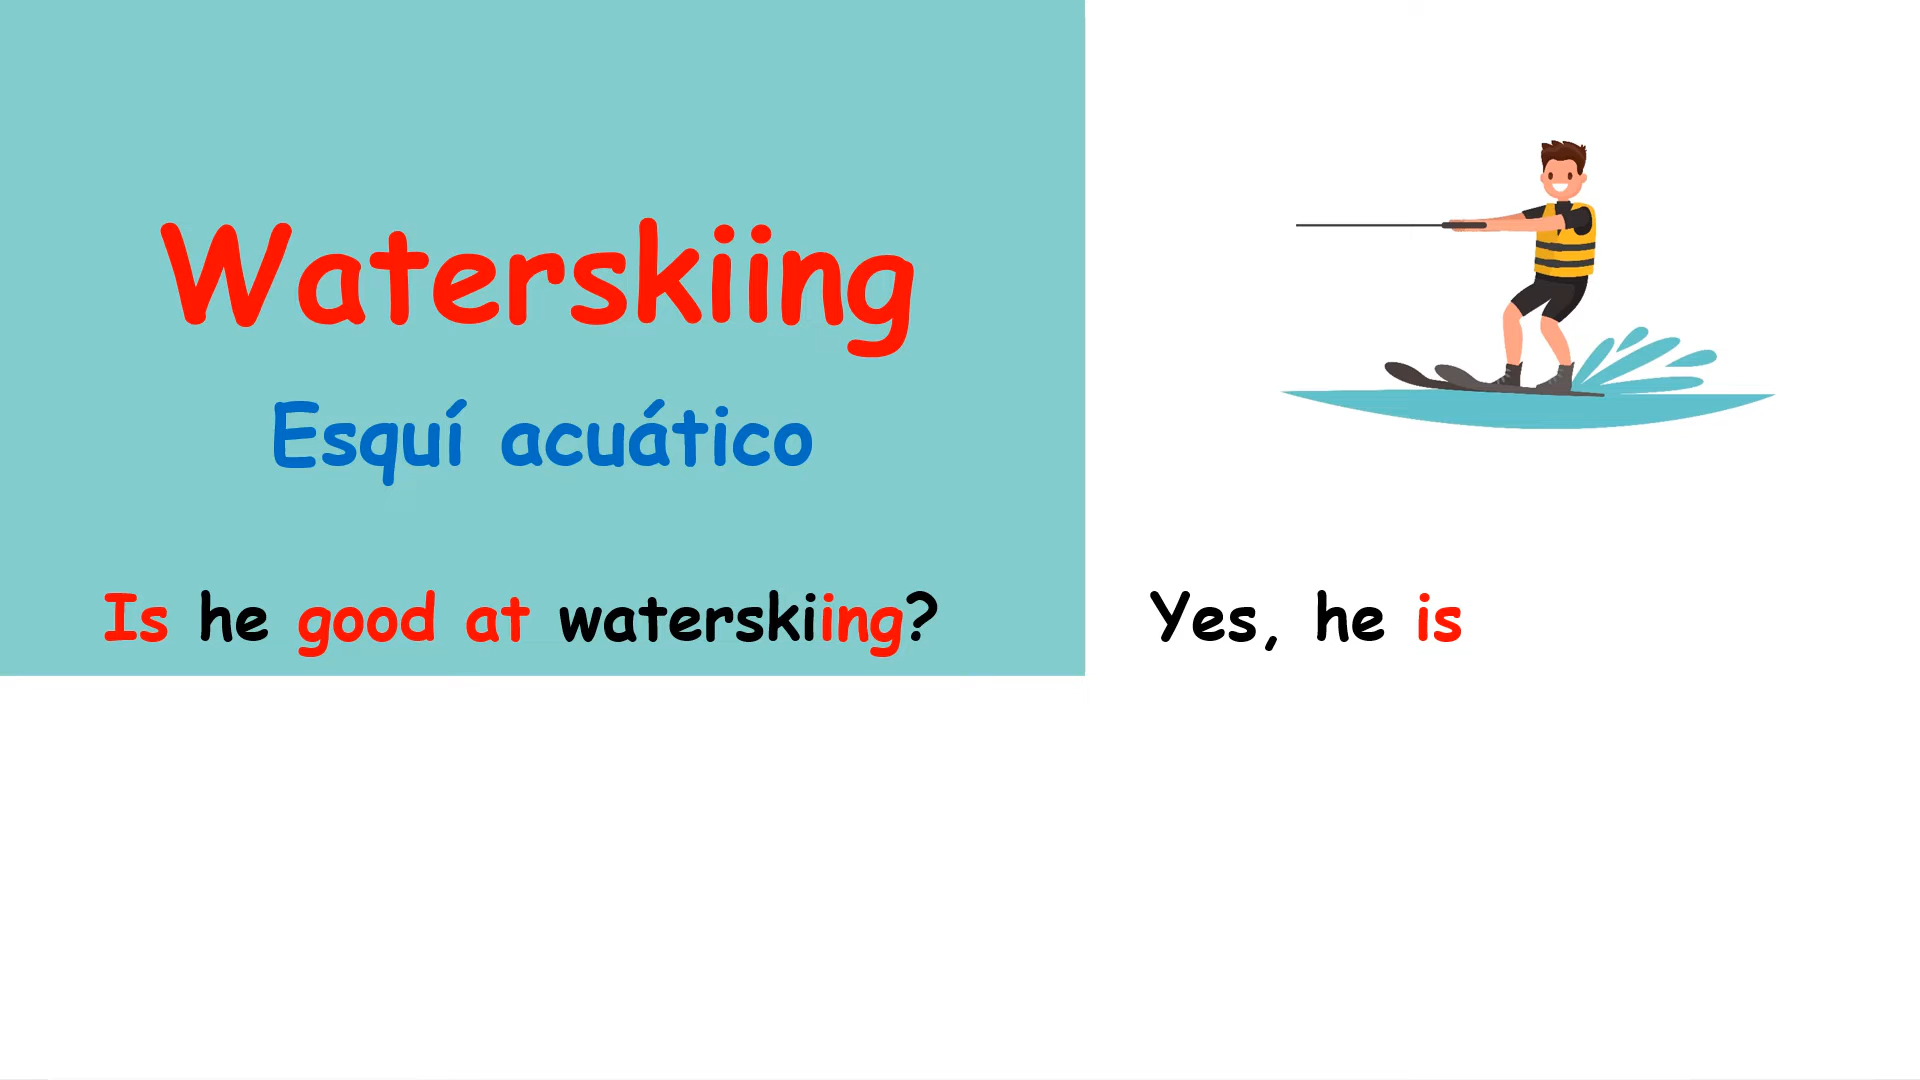 Waterskiing
Esquí acuático
Is he good at waterskiing?
Yes, he is